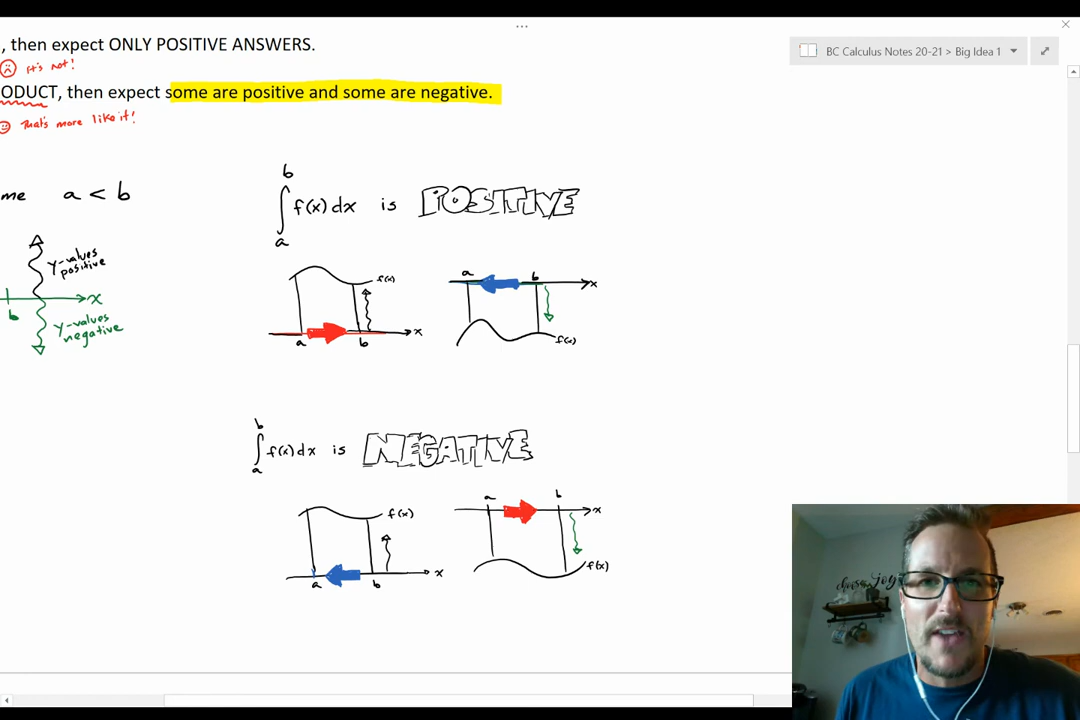 , then expect ONLY POSITIVE ANSWERS.
It's not!
BC Calculus Notes 20-21 > Big Idea 1
ODUCT, then expect some are positive and some are negative.
That's more like it!
me a < b
b
∫ f(x) dx is POSITIVE
a
y-values
positive
x
b
y-values
negative
f(x)
a b x
a b x
f(x)
b
∫ f(x) dx is NEGATIVE
a
f(x)
a b x
a b x
f(x)
choose joy